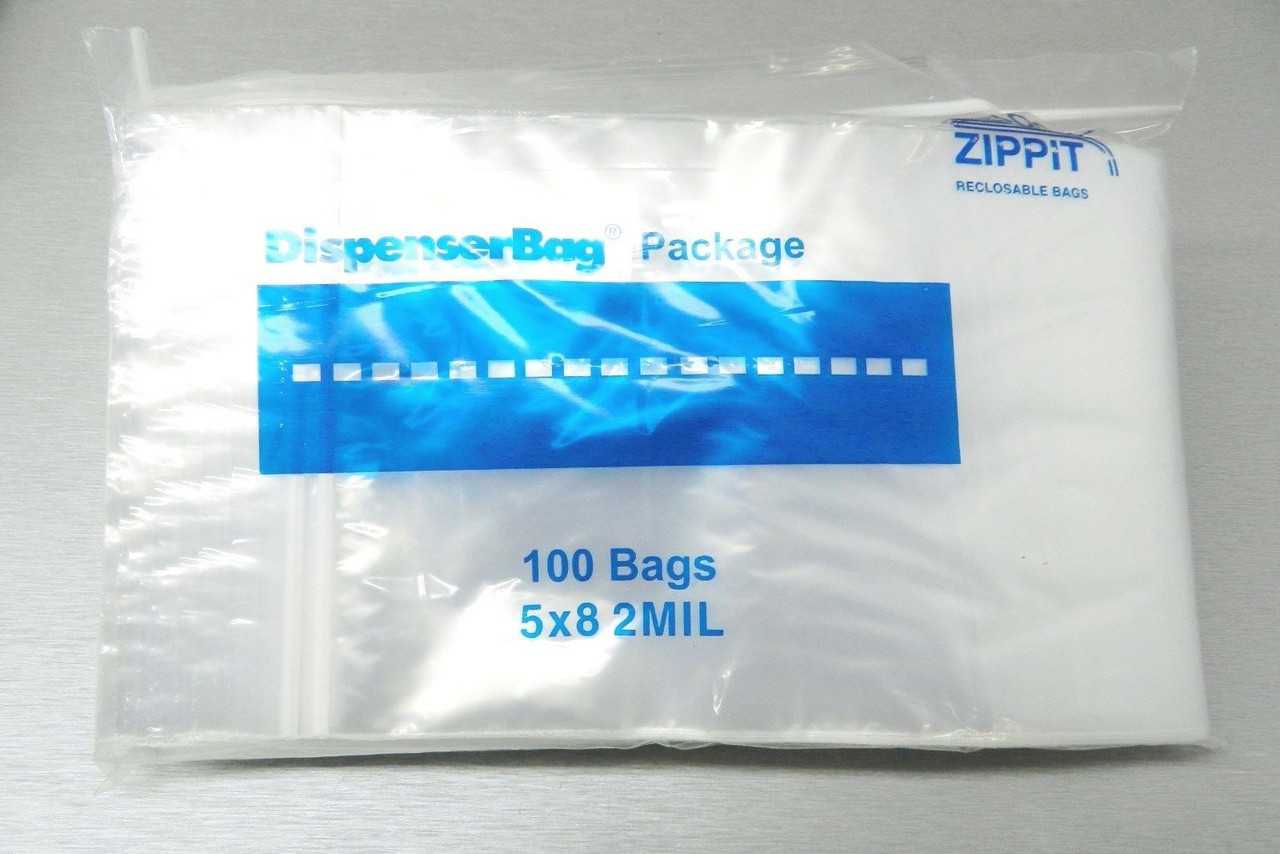 ZIPPiT
RECLOSABLE BAGS
DispenserBag® Package
100 Bags
5x8 2MIL